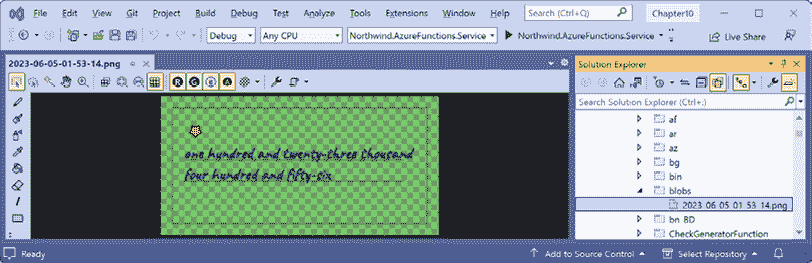 File Edit View Git Project Build Debug Test Analyze Tools Extensions Window Help Search (Ctrl+Q) Chapter10
Debug Any CPU Northwind.AzureFunctions.Service Northwind.AzureFunctions.Service Live Share
2023-06-05-01-53-14.png
Solution Explorer
R G B A
Search Solution Explorer (Ctrl+;)
af
ar
az
bg
bin
blobs
2023-06-05-01-53-14.png
bn-BD
CheckGeneratorFunction
one hundred and twenty-three thousand
four hundred and fifty-six
Ready Add to Source Control Select Repository